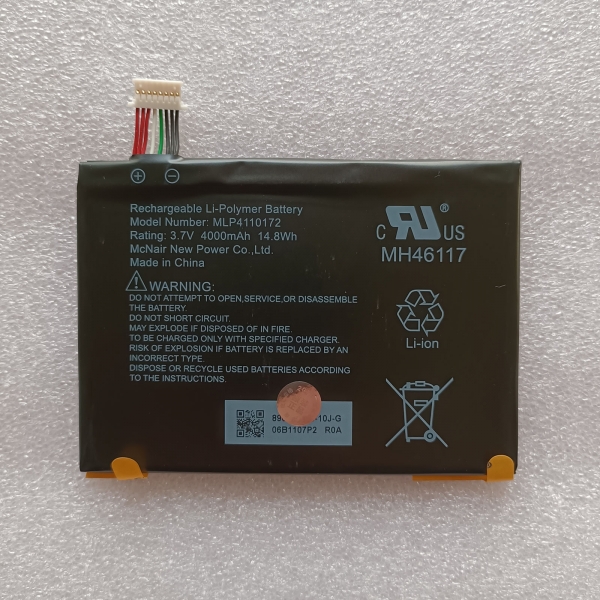 Rechargeable Li-Polymer Battery
Model Number: MLP4110172
Rating: 3.7V 4000mAh 14.8Wh
McNair New Power Co.,Ltd.
Made in China
WARNING:
DO NOT ATTEMPT TO OPEN,SERVICE,OR DISASSEMBLE
THE BATTERY.
DO NOT SHORT CIRCUIT.
MAY EXPLODE IF DISPOSED OF IN FIRE.
TO BE CHARGED ONLY WITH SPECIFIED CHARGER.
RISK OF EXPLOSION IF BATTERY IS REPLACED BY AN
INCORRECT TYPE.
DISPOSE OR RECYCLE USED BATTERIES ACCORDING
TO THE INSTRUCTIONS.
C RU® US
MH46117
Li-ion
10J-G
06B1107P2 R0A